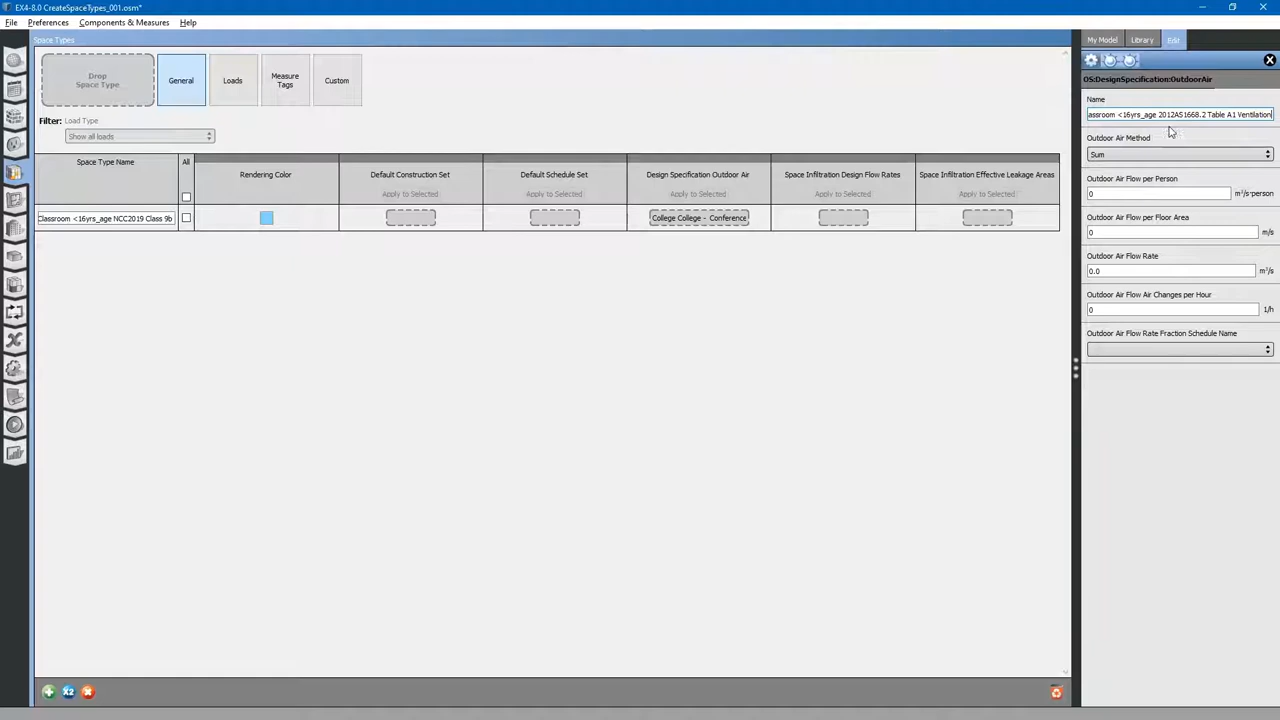 EX4-8.0 CreateSpaceTypes_001.osm*
File Preferences Components & Measures Help
Space Types
Drop
Space Type
General
Loads
Measure
Tags
Custom
Filter: Load Type
Show all loads
Space Type Name
All
Rendering Color
Default Construction Set
Apply to Selected
Default Schedule Set
Apply to Selected
Design Specification Outdoor Air
Apply to Selected
Space Infiltration Design Flow Rates
Apply to Selected
Space Infiltration Effective Leakage Areas
Apply to Selected
Classroom <16yrs_age NCC2019 Class 9b
College College - Conference
X2
My Model
Library
Edit
OS:DesignSpecification:OutdoorAir
Name
assroom <16yrs_age 2012AS1668.2 Table A1 Ventilation
Outdoor Air Method
Sum
Outdoor Air Flow per Person
0 m³/s·person
Outdoor Air Flow per Floor Area
0 m/s
Outdoor Air Flow Rate
0.0 m³/s
Outdoor Air Flow Air Changes per Hour
0 1/h
Outdoor Air Flow Rate Fraction Schedule Name